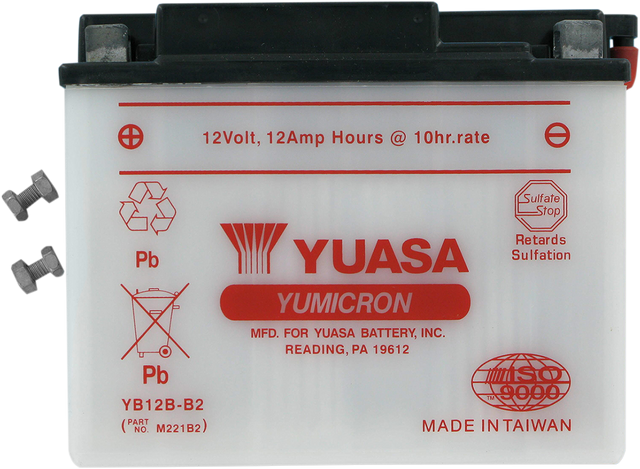 12Volt, 12Amp Hours @ 10hr.rate
Pb
Sulfate
Stop
Retards
Sulfation
YUASA
YUMICRON
MFD. FOR YUASA BATTERY, INC.
READING, PA 19612
Pb
YB12B-B2
(PART NO. M221B2)
ISO
9000
TM
MADE IN TAIWAN